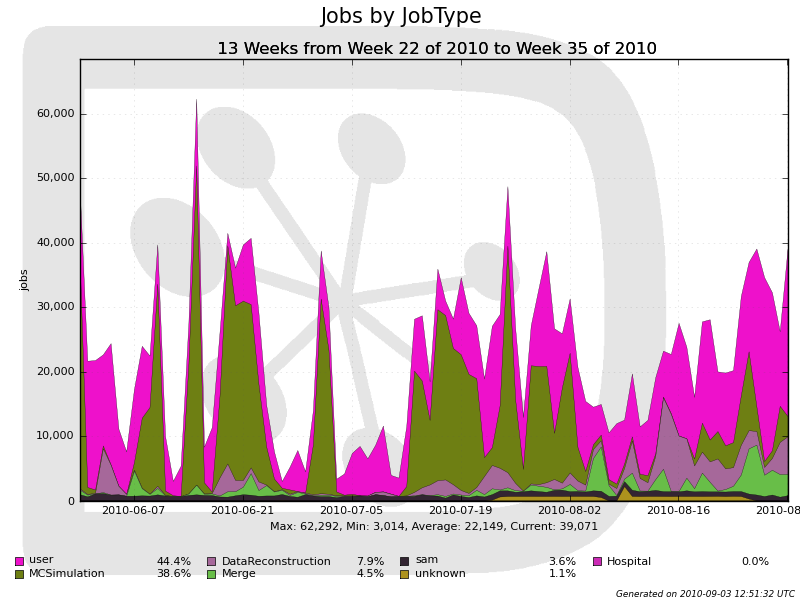 Jobs by JobType
13 Weeks from Week 22 of 2010 to Week 35 of 2010
60,000
50,000
40,000
30,000
20,000
10,000
0
jobs
2010-06-07 2010-06-21 2010-07-05 2010-07-19 2010-08-02 2010-08-16 2010-8
Max: 62,292, Min: 3,014, Average: 22,149, Current: 39,071
user 44.4% DataReconstruction 7.9% sam 3.6% Hospital 0.0%
MCSimulation 38.6% Merge 4.5% unknown 1.1%
Generated on 2010-09-03 12:51:32 UTC